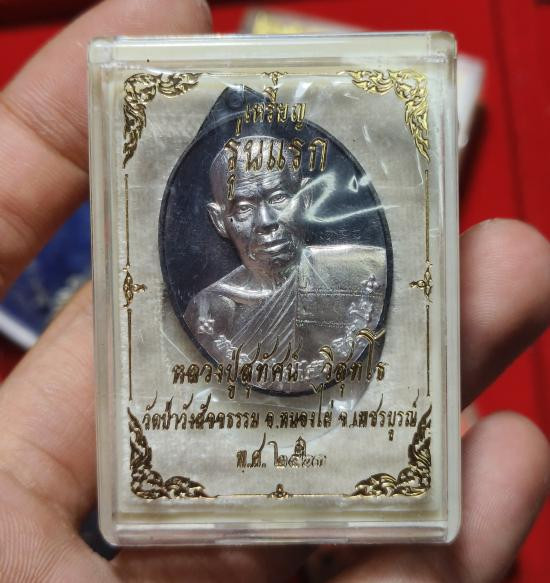 เหรียญ
รุ่นแรก
หลวงปู่สุทัศน์ วิสุทโธ
วัดป่าวังสัจจธรรม อ.หนองไผ่ จ.เพชรบูรณ์
พ.ศ.